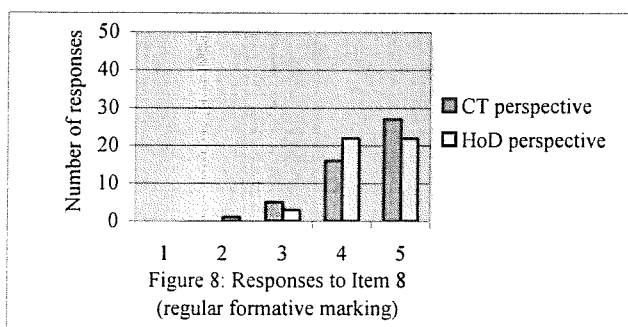 50
40
30
20
10
0
Number of responses
1 2 3 4 5
CT perspective
HoD perspective
Figure 8: Responses to Item 8
(regular formative marking)